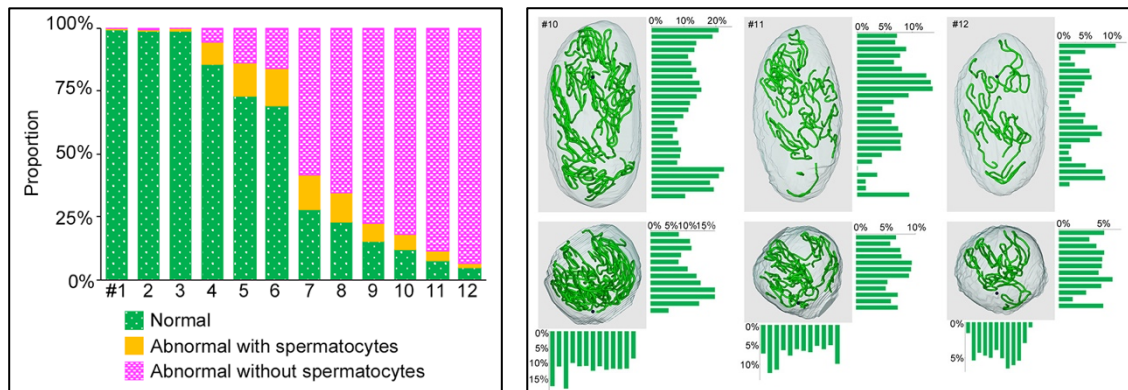 100%
75%
50%
25%
0%
Proportion
#1 2 3 4 5 6 7 8 9 10 11 12
Normal
Abnormal with spermatocytes
Abnormal without spermatocytes
#10
0% 10% 20%
#11
0% 5% 10%
#12
0% 5% 10%
0% 5%10%15%
0% 5% 10%
0% 5%
0%
5%
10%
15%
0%
5%
10%
0%
5%